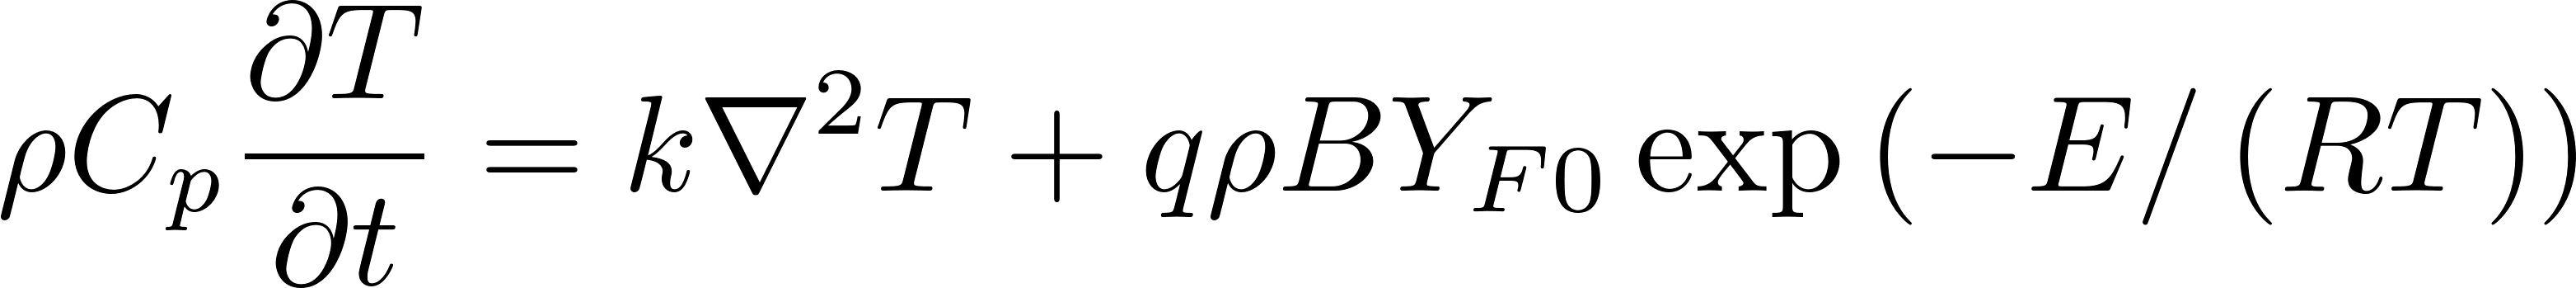 ρC_p ∂T/∂t = k∇²T + qρBY_{F0} exp (−E/ (RT))